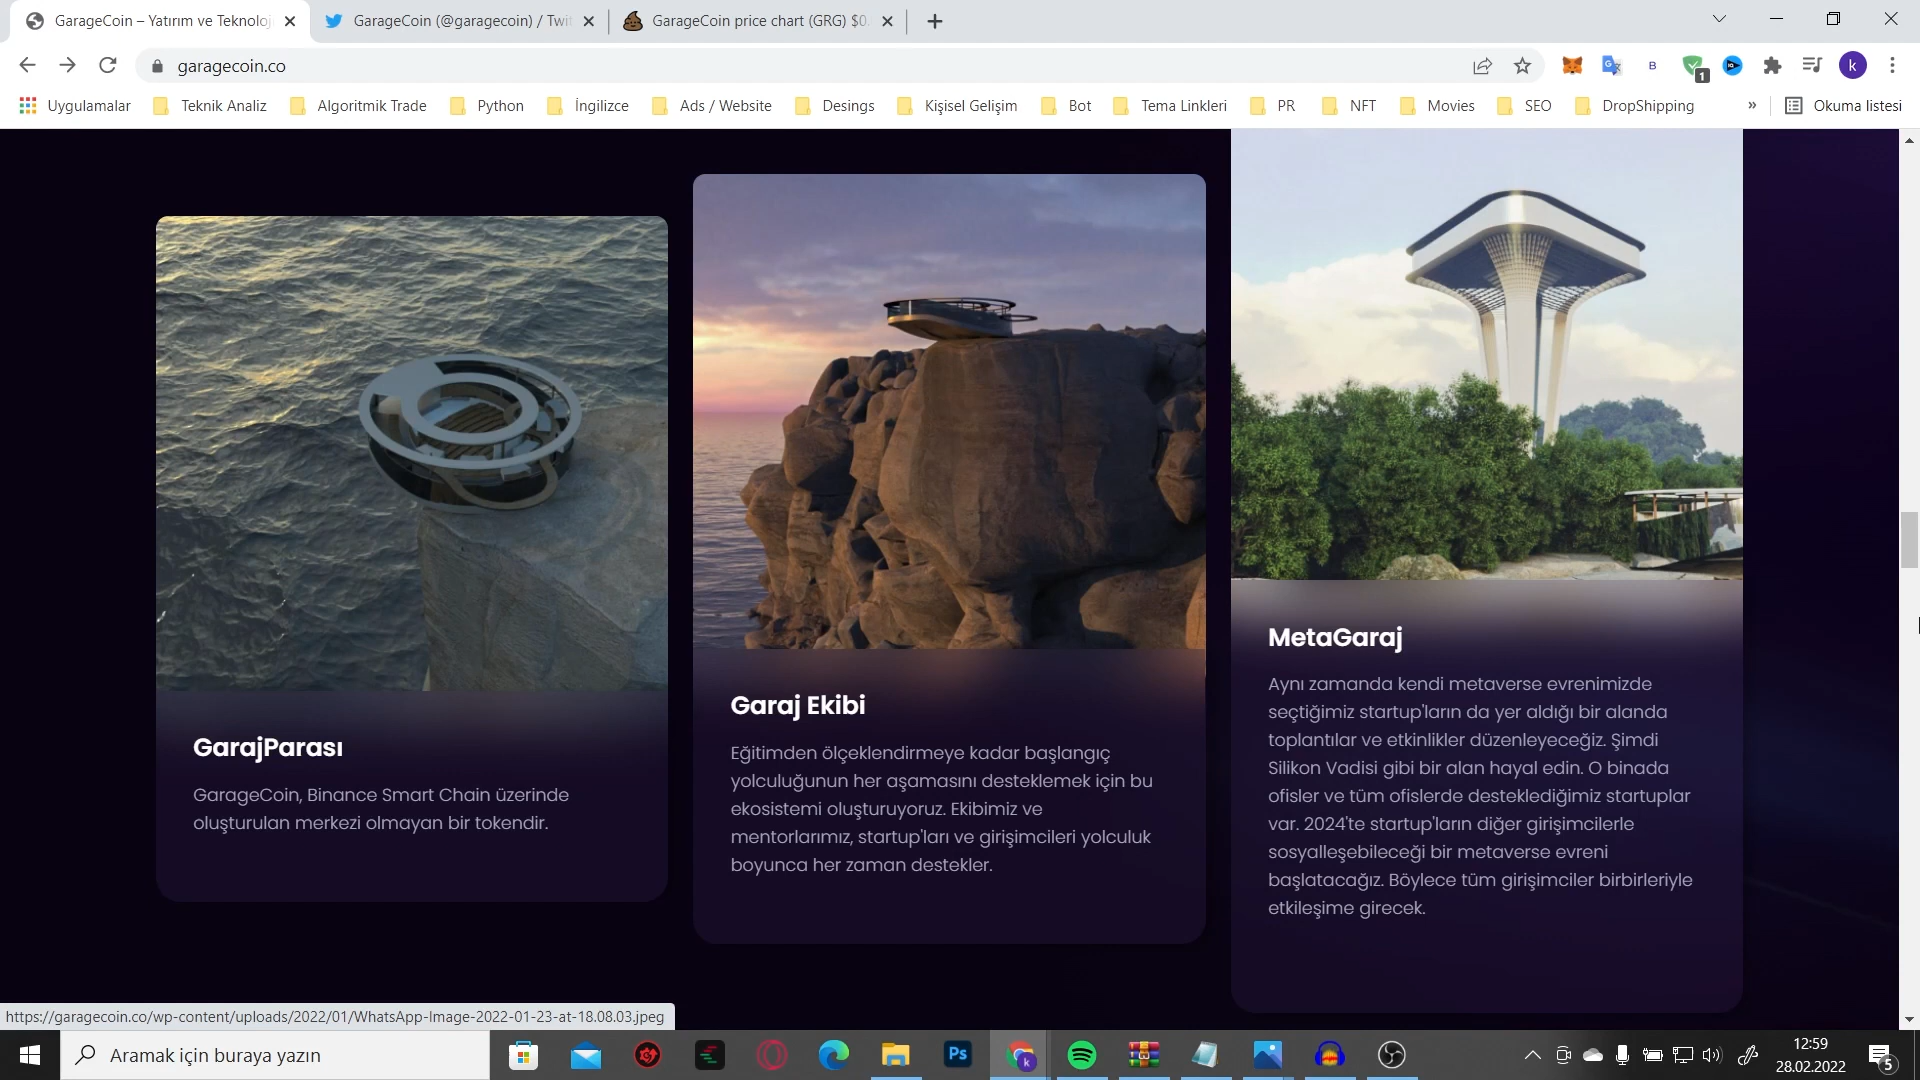 GarageCoin – Yatırım ve Teknoloj
GarageCoin (@garagecoin) / Twit
GarageCoin price chart (GRG) $0.
garagecoin.co
1
k
Uygulamalar
Teknik Analiz
Algoritmik Trade
Python
İngilizce
Ads / Website
Desings
Kişisel Gelişim
Bot
Tema Linkleri
PR
NFT
Movies
SEO
DropShipping
»
Okuma listesi
GarajParası
GarageCoin, Binance Smart Chain üzerinde
oluşturulan merkezi olmayan bir tokendir.
Garaj Ekibi
Eğitimden ölçeklendirmeye kadar başlangıç
yolculuğunun her aşamasını desteklemek için bu
ekosistemi oluşturuyoruz. Ekibimiz ve
mentorlarımız, startup'ları ve girişimcileri yolculuk
boyunca her zaman destekler.
MetaGaraj
Aynı zamanda kendi metaverse evrenimizde
seçtiğimiz startup'ların da yer aldığı bir alanda
toplantılar ve etkinlikler düzenleyeceğiz. Şimdi
Silikon Vadisi gibi bir alan hayal edin. O binada
ofisler ve tüm ofislerde desteklediğimiz startuplar
var. 2024'te startup'ların diğer girişimcilerle
sosyalleşebileceği bir metaverse evreni
başlatacağız. Böylece tüm girişimciler birbirleriyle
etkileşime girecek.
https://garagecoin.co/wp-content/uploads/2022/01/WhatsApp-Image-2022-01-23-at-18.08.03.jpeg
Aramak için buraya yazın
Ps
k
12:59
28.02.2022
5